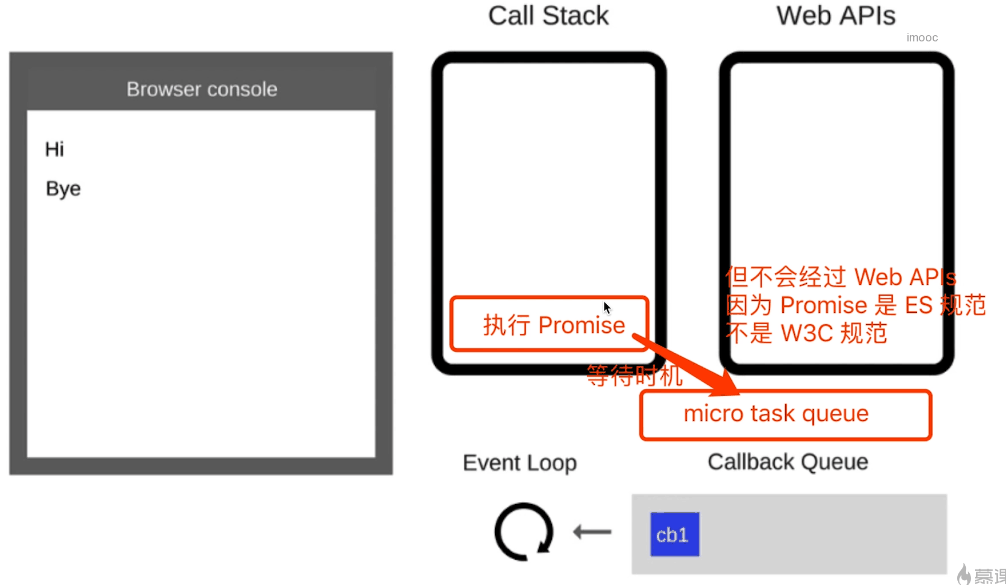 Call Stack
Web APIs
imooc
Browser console
Hi
Bye
但不会经过 Web APIs
因为 Promise 是 ES 规范
不是 W3C 规范
执行 Promise
等待时机
micro task queue
Event Loop
Callback Queue
cb1